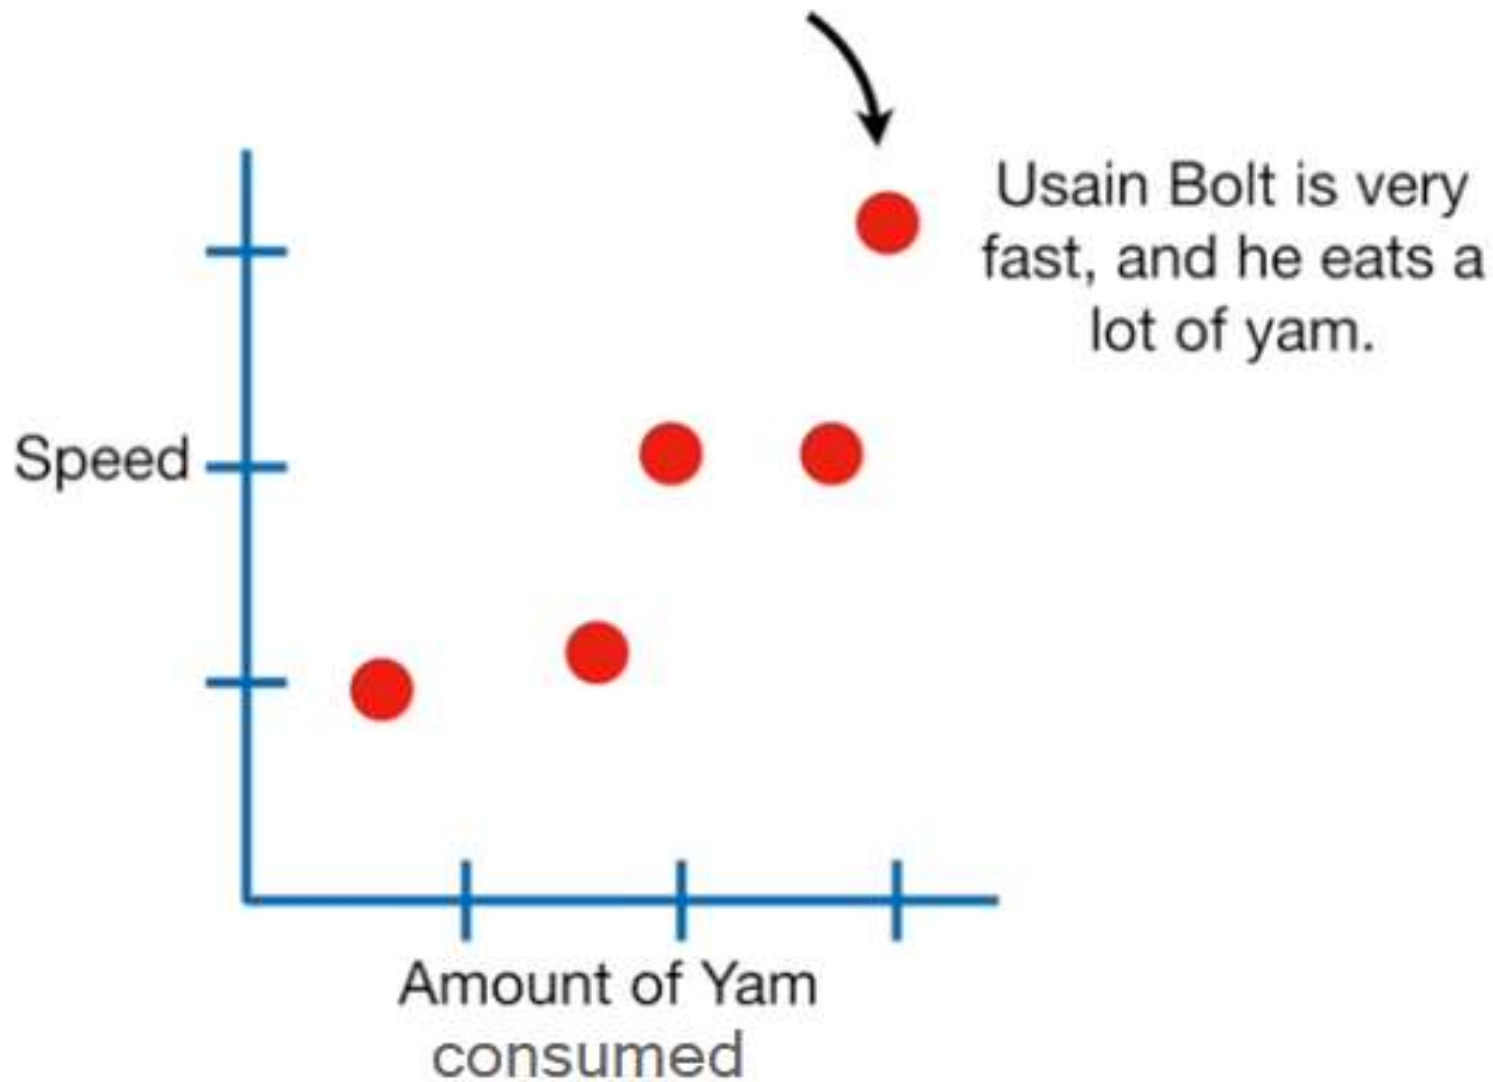 Usain Bolt is very
fast, and he eats a
lot of yam.
Speed
Amount of Yam
consumed